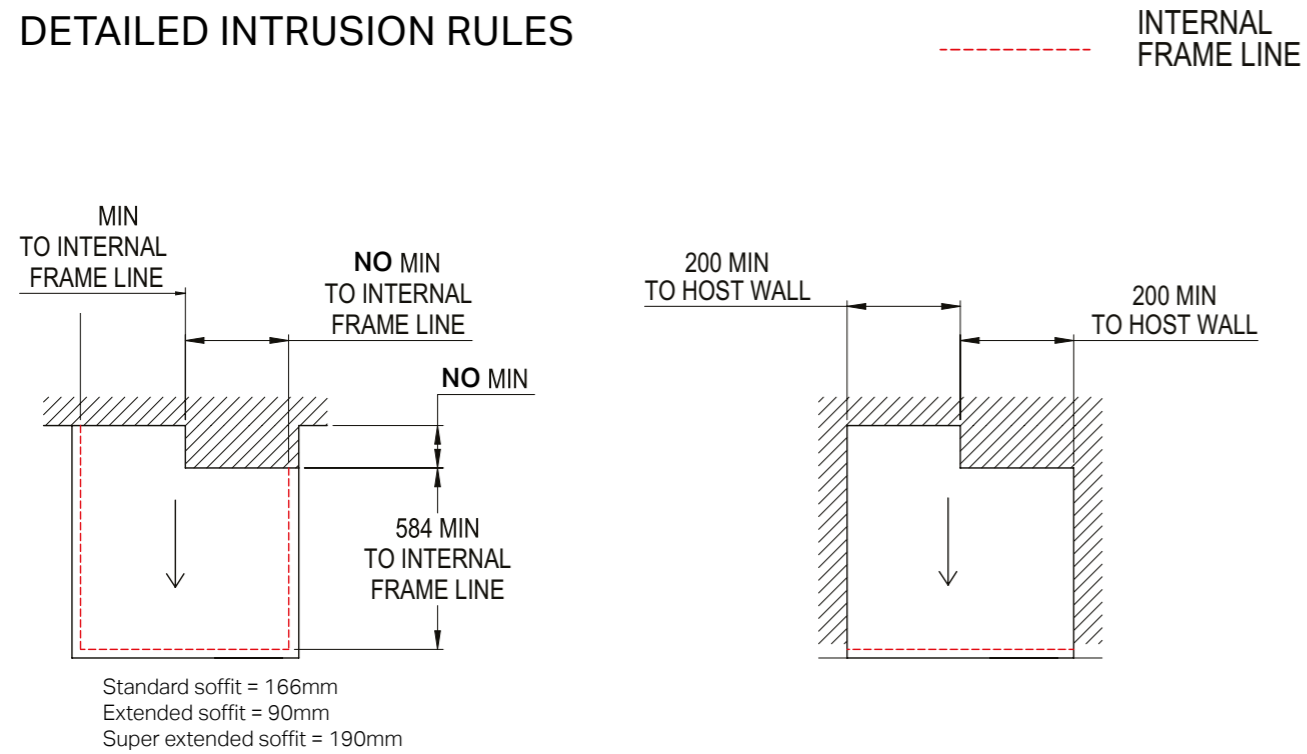 DETAILED INTRUSION RULES
INTERNAL
FRAME LINE
MIN
TO INTERNAL
FRAME LINE
NO MIN
TO INTERNAL
FRAME LINE
NO MIN
584 MIN
TO INTERNAL
FRAME LINE
Standard soffit = 166mm
Extended soffit = 90mm
Super extended soffit = 190mm
200 MIN
TO HOST WALL
200 MIN
TO HOST WALL